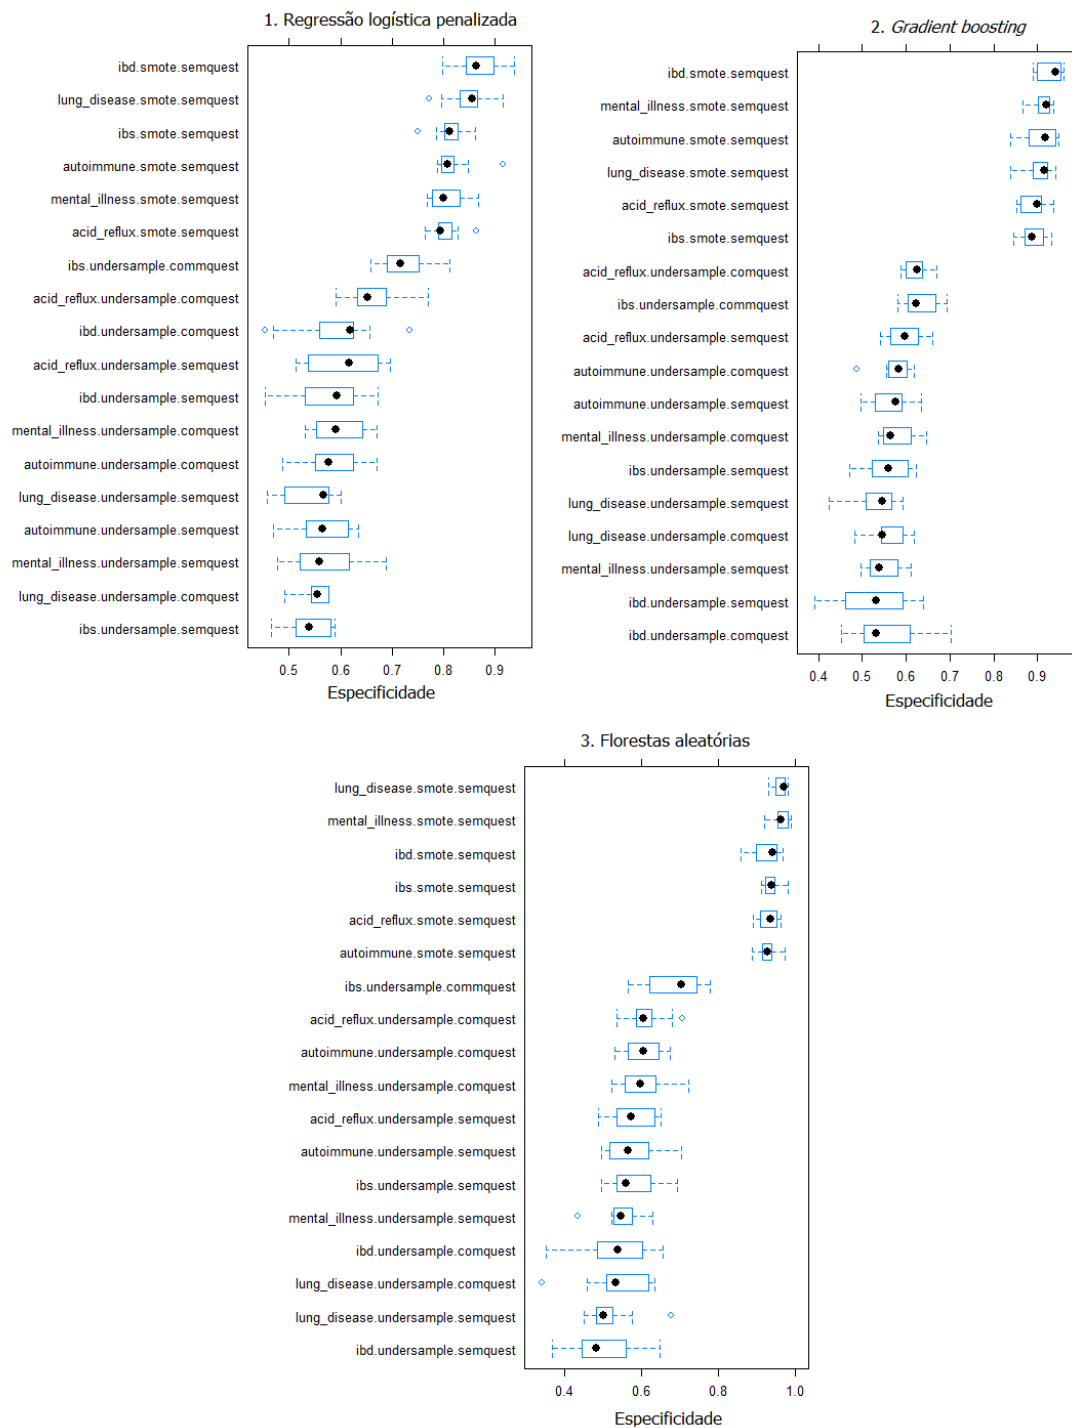 1. Regressão logística penalizada
ibd.smote.semquest
lung_disease.smote.semquest
ibs.smote.semquest
autoimmune.smote.semquest
mental_illness.smote.semquest
acid_reflux.smote.semquest
ibs.undersample.commquest
acid_reflux.undersample.comquest
ibd.undersample.comquest
acid_reflux.undersample.semquest
ibd.undersample.semquest
mental_illness.undersample.comquest
autoimmune.undersample.comquest
lung_disease.undersample.semquest
autoimmune.undersample.semquest
mental_illness.undersample.semquest
lung_disease.undersample.comquest
ibs.undersample.semquest
0.5 0.6 0.7 0.8 0.9
Especificidade
2. Gradient boosting
ibd.smote.semquest
mental_illness.smote.semquest
autoimmune.smote.semquest
lung_disease.smote.semquest
acid_reflux.smote.semquest
ibs.smote.semquest
acid_reflux.undersample.comquest
ibs.undersample.commquest
acid_reflux.undersample.semquest
autoimmune.undersample.comquest
autoimmune.undersample.semquest
mental_illness.undersample.comquest
ibs.undersample.semquest
lung_disease.undersample.semquest
lung_disease.undersample.comquest
mental_illness.undersample.semquest
ibd.undersample.semquest
ibd.undersample.comquest
0.4 0.5 0.6 0.7 0.8 0.9
Especificidade
3. Florestas aleatórias
lung_disease.smote.semquest
mental_illness.smote.semquest
ibd.smote.semquest
ibs.smote.semquest
acid_reflux.smote.semquest
autoimmune.smote.semquest
ibs.undersample.commquest
acid_reflux.undersample.comquest
autoimmune.undersample.comquest
mental_illness.undersample.comquest
acid_reflux.undersample.semquest
autoimmune.undersample.semquest
ibs.undersample.semquest
mental_illness.undersample.semquest
ibd.undersample.comquest
lung_disease.undersample.comquest
lung_disease.undersample.semquest
ibd.undersample.semquest
0.4 0.6 0.8 1.0
Especificidade